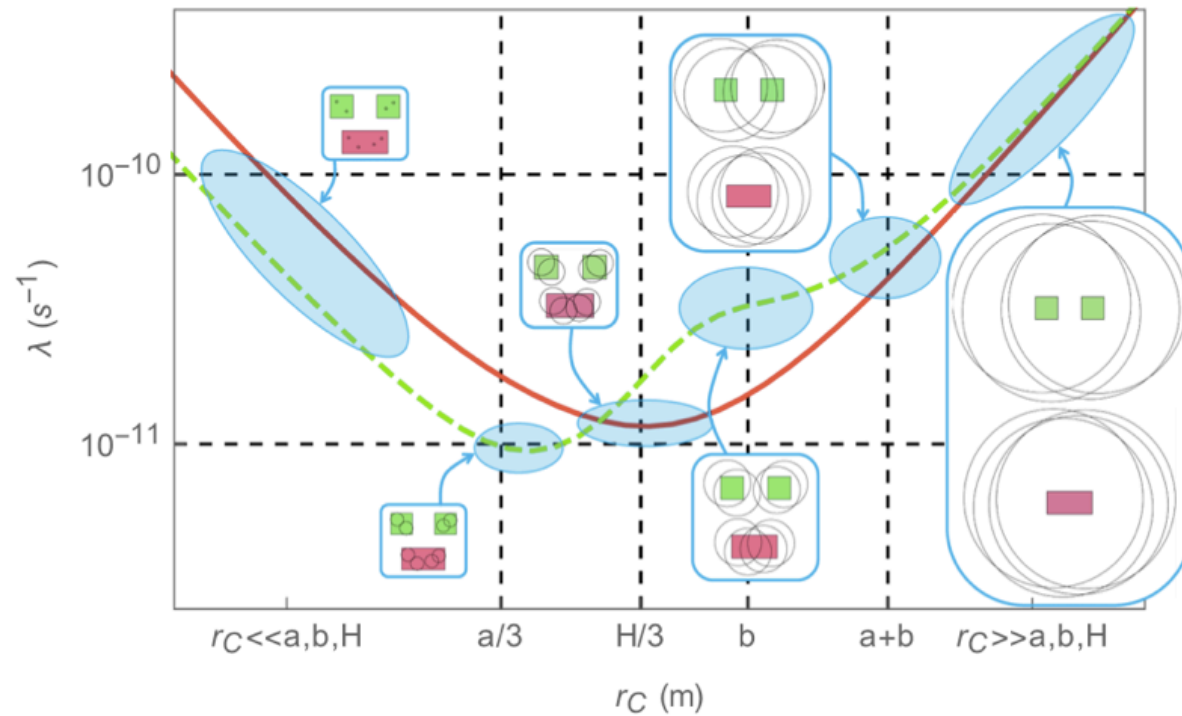 10⁻¹⁰
10⁻¹¹
λ (s⁻¹)
r_C<<a,b,H a/3 H/3 b a+b r_C>>a,b,H
r_C (m)